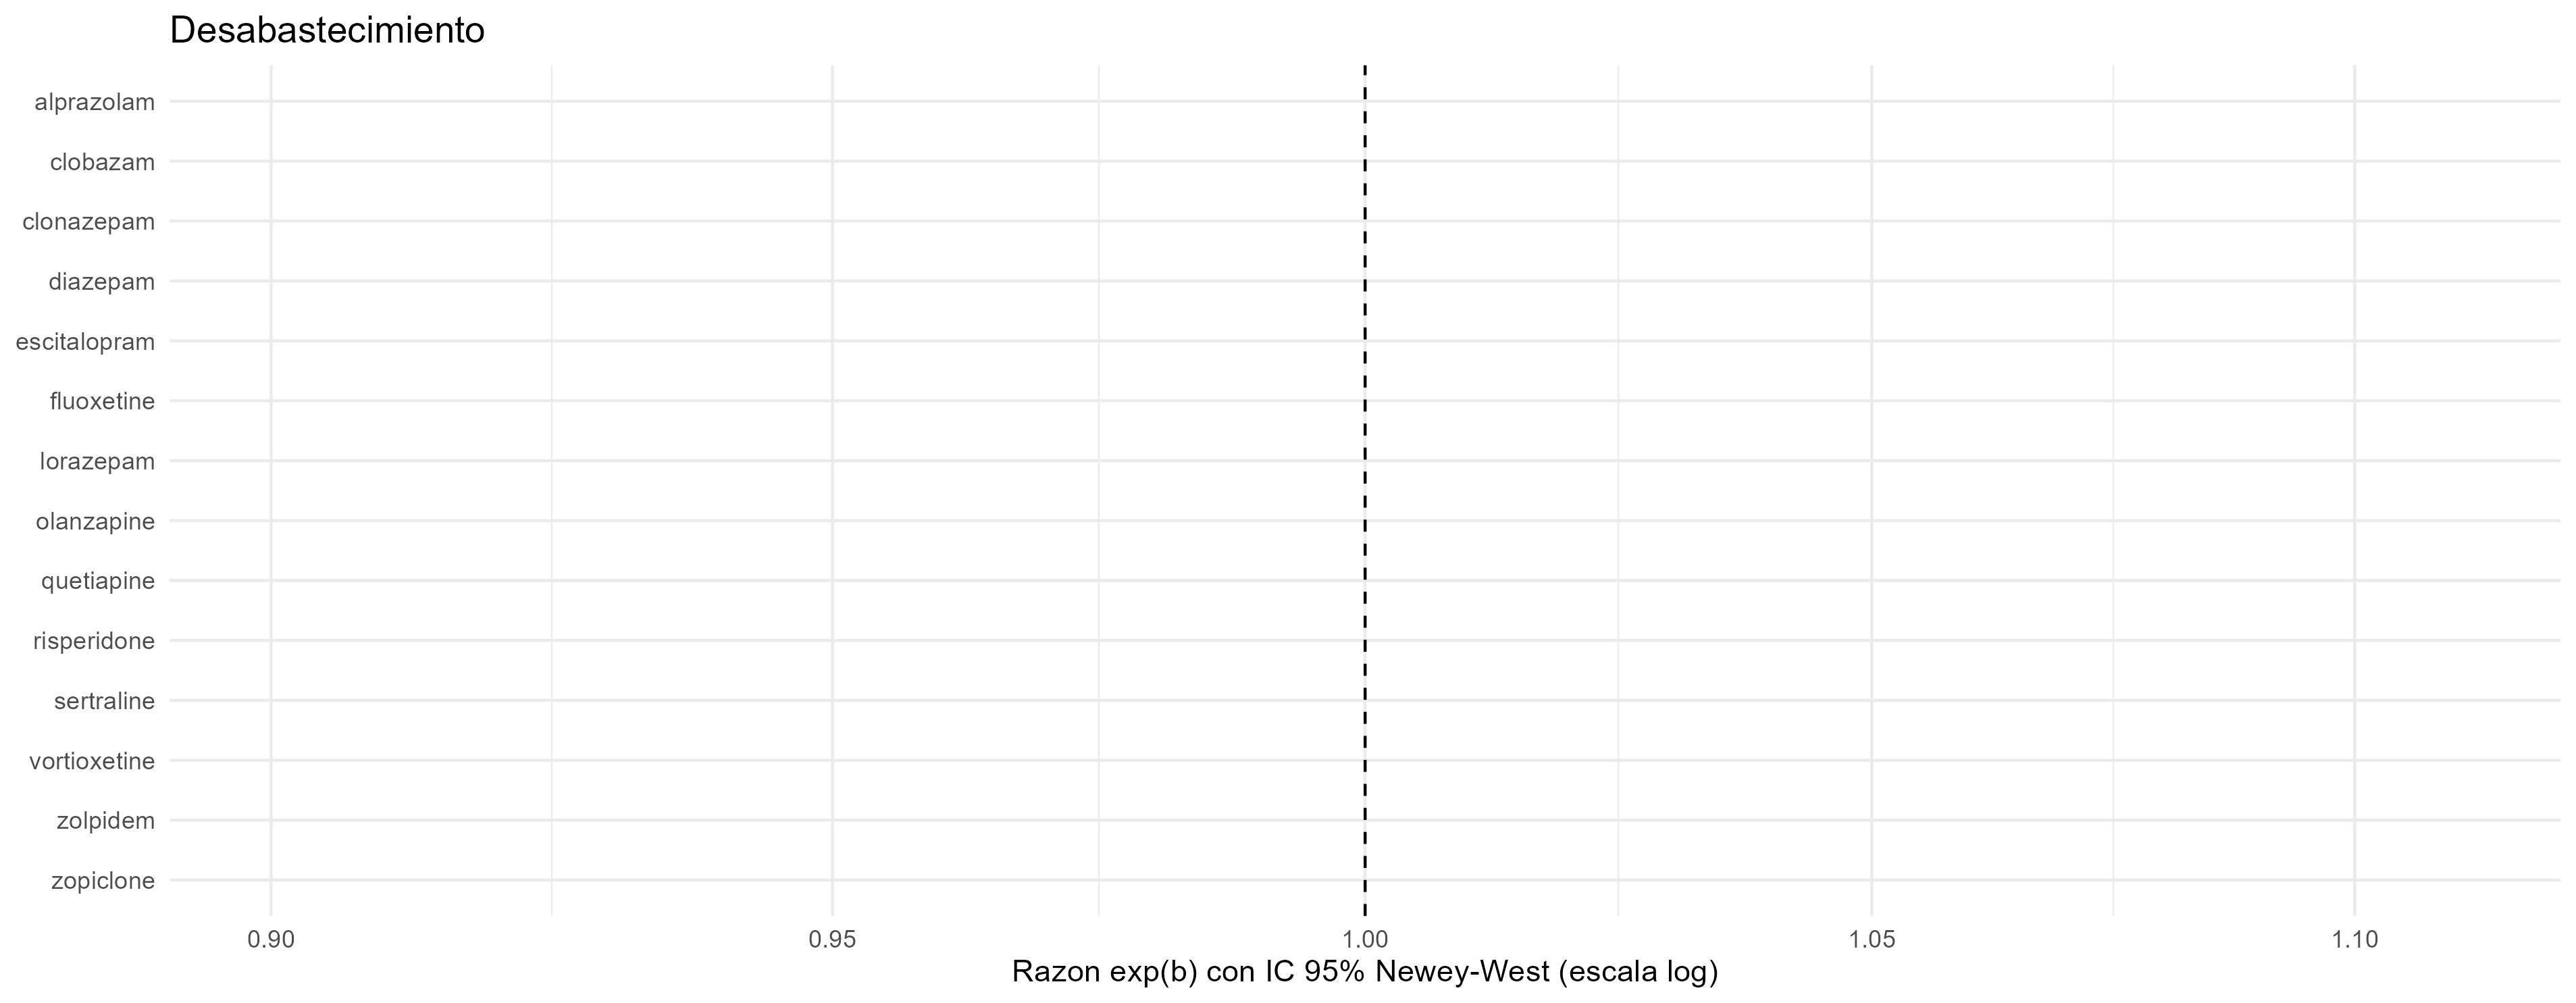 Desabastecimiento
alprazolam
clobazam
clonazepam
diazepam
escitalopram
fluoxetine
lorazepam
olanzapine
quetiapine
risperidone
sertraline
vortioxetine
zolpidem
zopiclone
0.90 0.95 1.00 1.05 1.10
Razon exp(b) con IC 95% Newey-West (escala log)